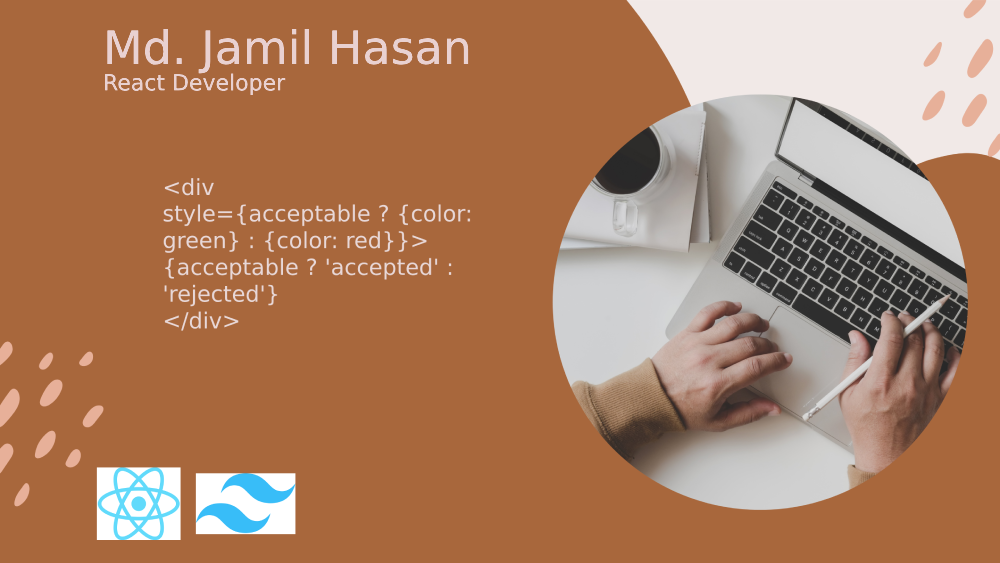 Md. Jamil Hasan
React Developer
<div
style={acceptable ? {color:
green} : {color: red}}>
{acceptable ? 'accepted' :
'rejected'}
</div>